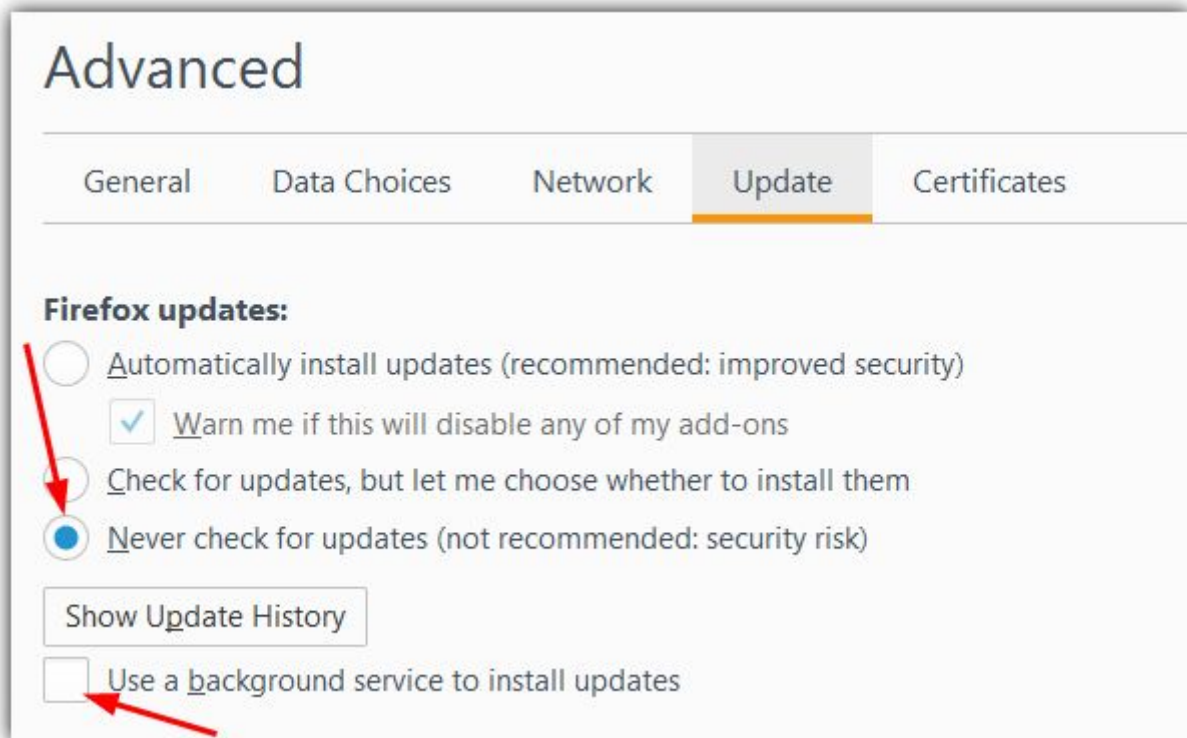 Advanced
General Data Choices Network Update Certificates
Firefox updates:
Automatically install updates (recommended: improved security)
Warn me if this will disable any of my add-ons
Check for updates, but let me choose whether to install them
Never check for updates (not recommended: security risk)
Show Update History
Use a background service to install updates